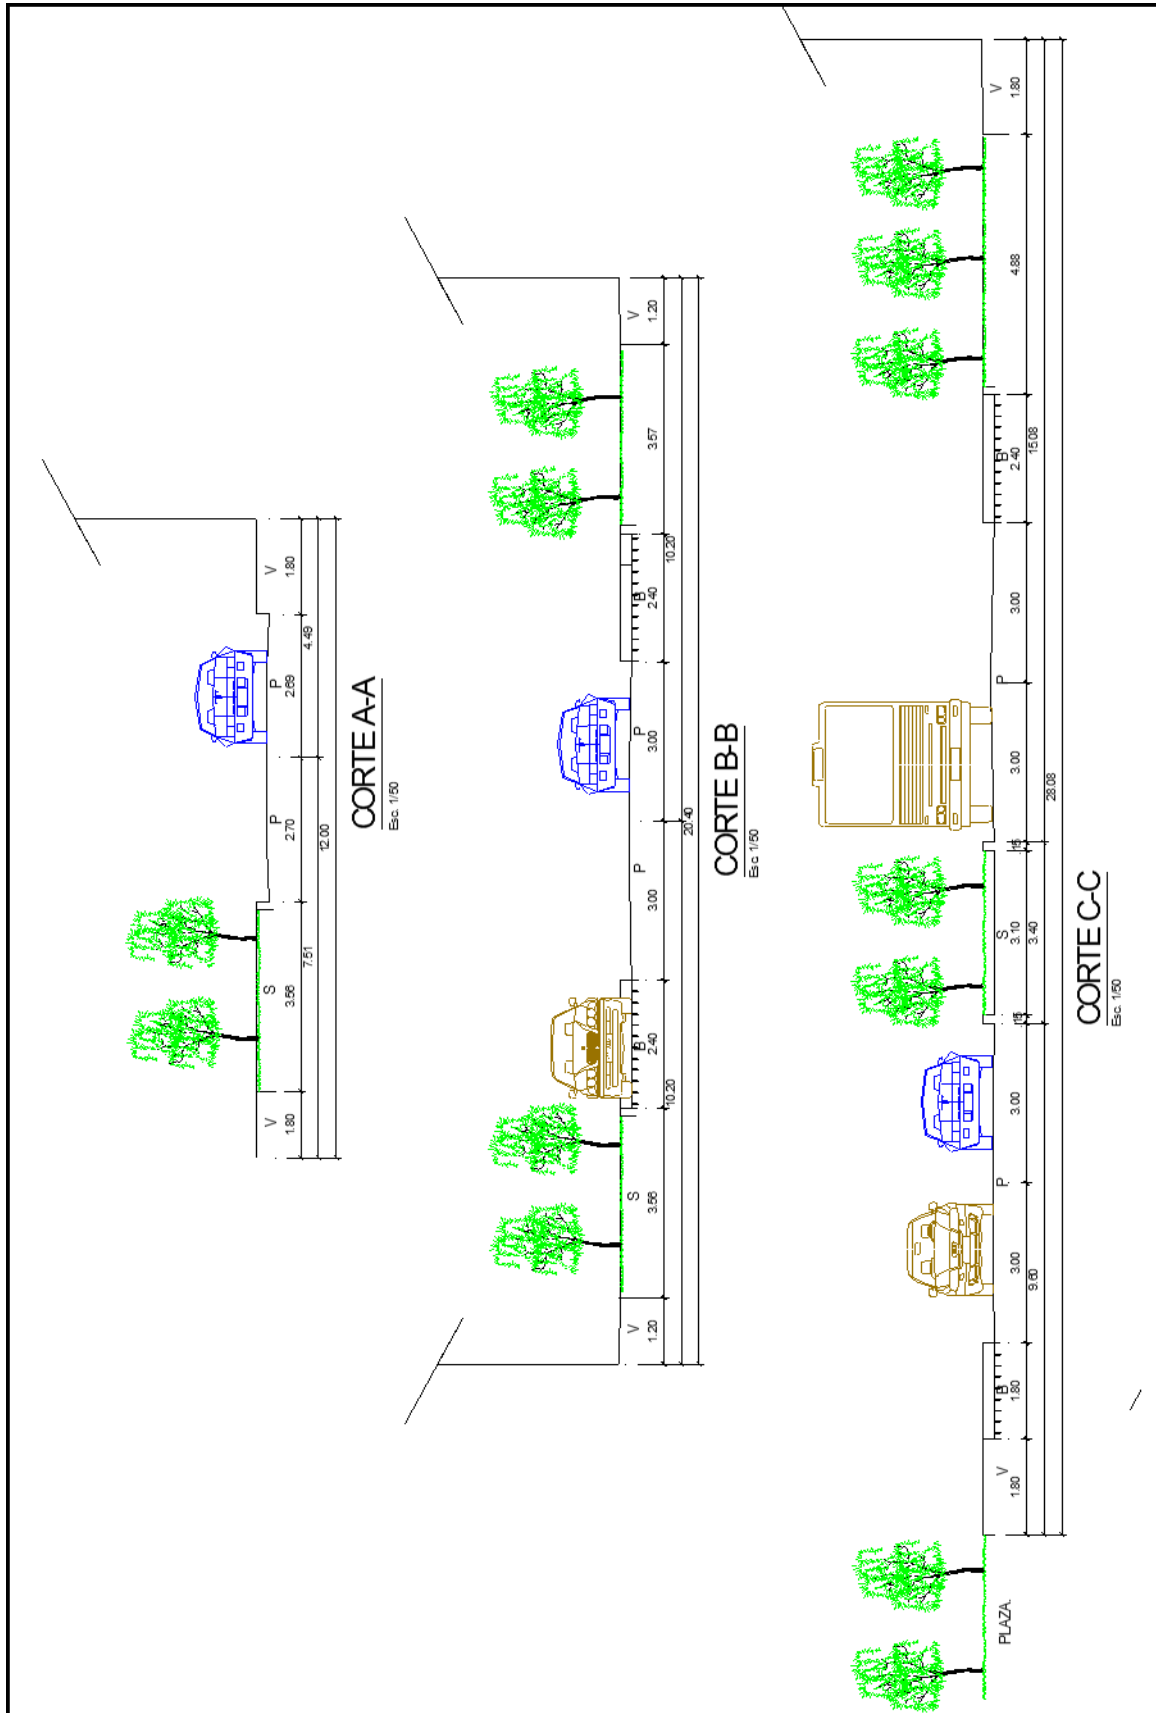 V S P P V
1.80 3.56 2.70 2.69 1.80
7.51 4.49
12.00
CORTE A-A
Esc. 1/50
V S B P P B V
1.20 3.56 2.40 3.00 3.00 2.40 3.57 1.20
10.20 10.20
20.40
CORTE B-B
Esc. 1/50
PLAZA. V B P S P B V
1.80 1.80 3.00 3.00 .15 3.10 .15 3.00 3.00 2.40 4.88 1.80
9.60 3.40 15.08
28.08
CORTE C-C
Esc. 1/50